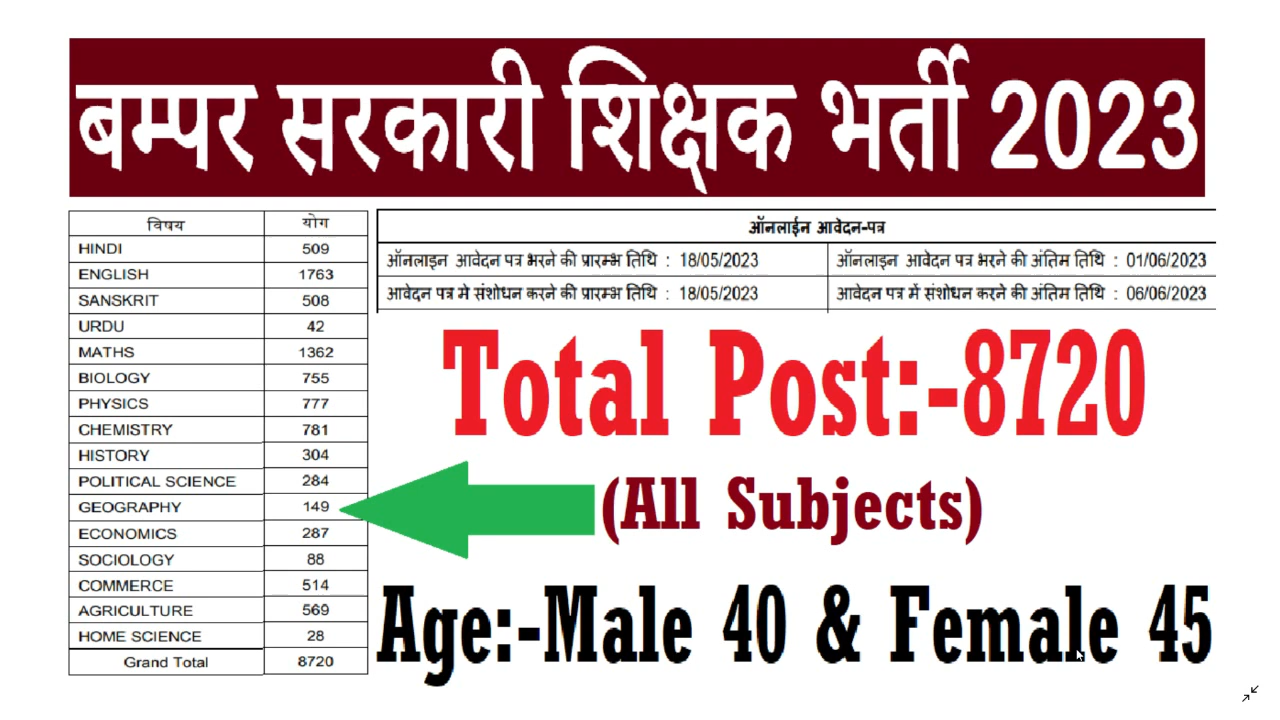 बम्पर सरकारी शिक्षक भर्ती 2023
विषय योग
HINDI 509
ENGLISH 1763
SANSKRIT 508
URDU 42
MATHS 1362
BIOLOGY 755
PHYSICS 777
CHEMISTRY 781
HISTORY 304
POLITICAL SCIENCE 284
GEOGRAPHY 149
ECONOMICS 287
SOCIOLOGY 88
COMMERCE 514
AGRICULTURE 569
HOME SCIENCE 28
Grand Total 8720
ऑनलाईन आवेदन-पत्र
ऑनलाइन आवेदन पत्र भरने की प्रारम्भ तिथि : 18/05/2023 ऑनलाइन आवेदन पत्र भरने की अंतिम तिथि : 01/06/2023
आवेदन पत्र मे संशोधन करने की प्रारम्भ तिथि : 18/05/2023 आवेदन पत्र में संशोधन करने की अंतिम तिथि : 06/06/2023
Total Post:-8720
(All Subjects)
Age:-Male 40 & Female 45